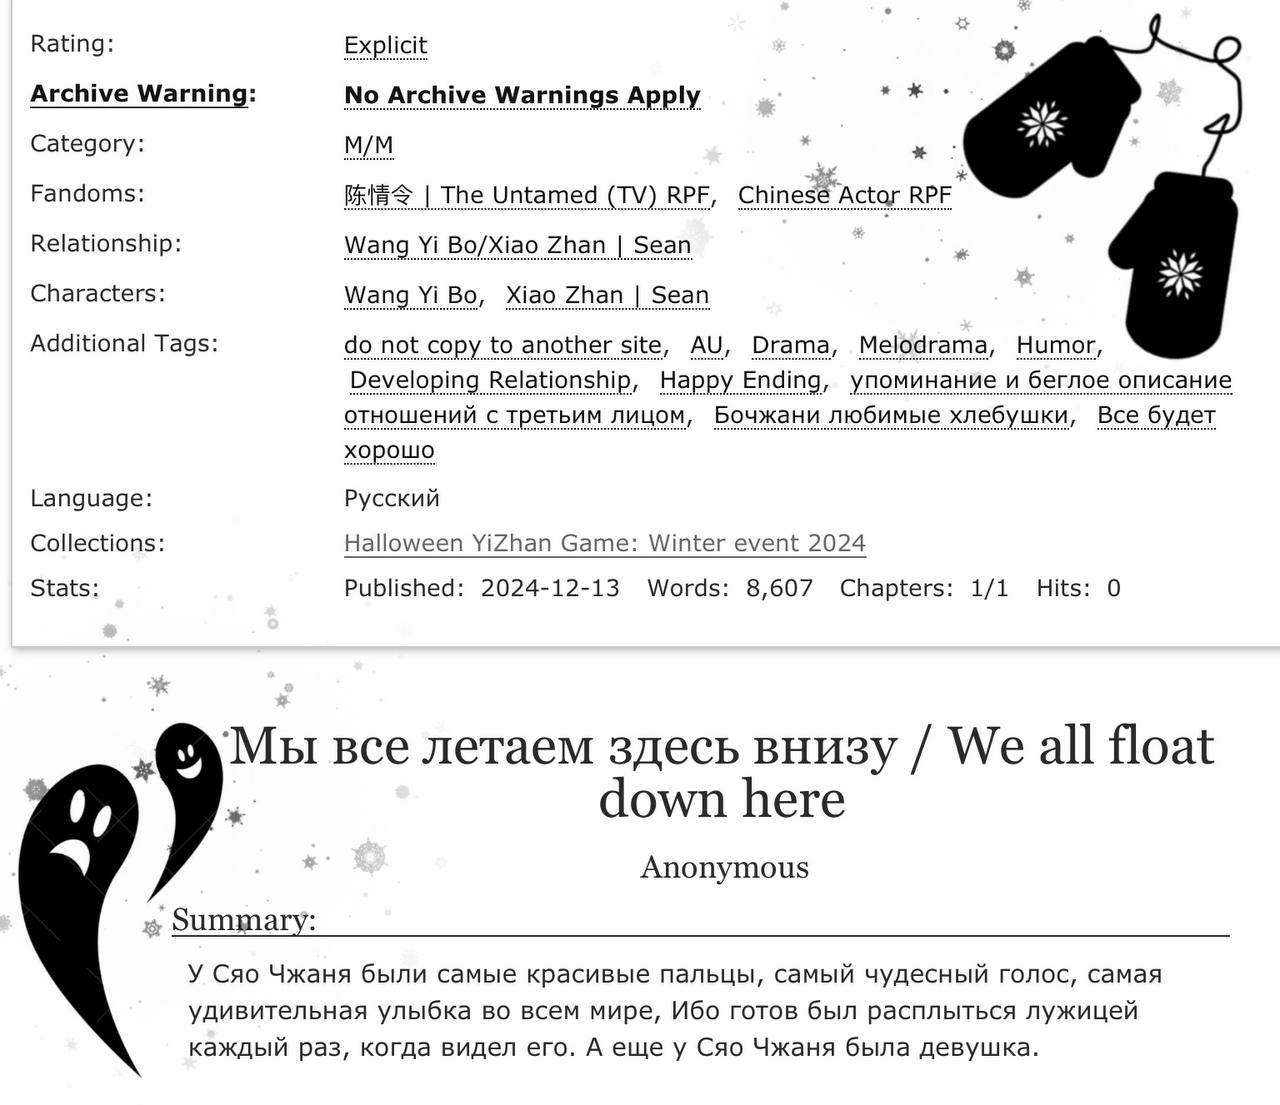 Rating: Explicit
Archive Warning: No Archive Warnings Apply
Category: M/M
Fandoms: 陈情令 | The Untamed (TV) RPF, Chinese Actor RPF
Relationship: Wang Yi Bo/Xiao Zhan | Sean
Characters: Wang Yi Bo, Xiao Zhan | Sean
Additional Tags: do not copy to another site, AU, Drama, Melodrama, Humor,
Developing Relationship, Happy Ending, упоминание и беглое описание
отношений с третьим лицом, Бочжани любимые хлебушки, Все будет
хорошо
Language: Русский
Collections: Halloween YiZhan Game: Winter event 2024
Stats: Published: 2024-12-13 Words: 8,607 Chapters: 1/1 Hits: 0
Мы все летаем здесь внизу / We all float
down here
Anonymous
Summary:
У Сяо Чжаня были самые красивые пальцы, самый чудесный голос, самая
удивительная улыбка во всем мире, Ибо готов был расплыться лужицей
каждый раз, когда видел его. А еще у Сяо Чжаня была девушка.